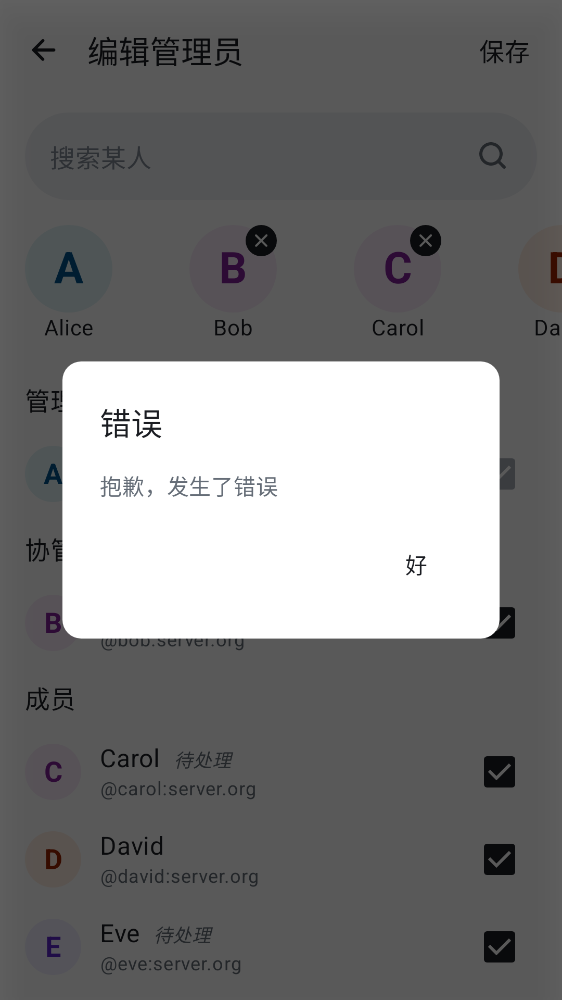 编辑管理员
保存
搜索某人
A
B
C
D
Alice
Bob
Carol
Da
管理
A
错误
抱歉，发生了错误
好
协管
B
@bob:server.org
成员
C
Carol 待处理
@carol:server.org
D
David
@david:server.org
E
Eve 待处理
@eve:server.org